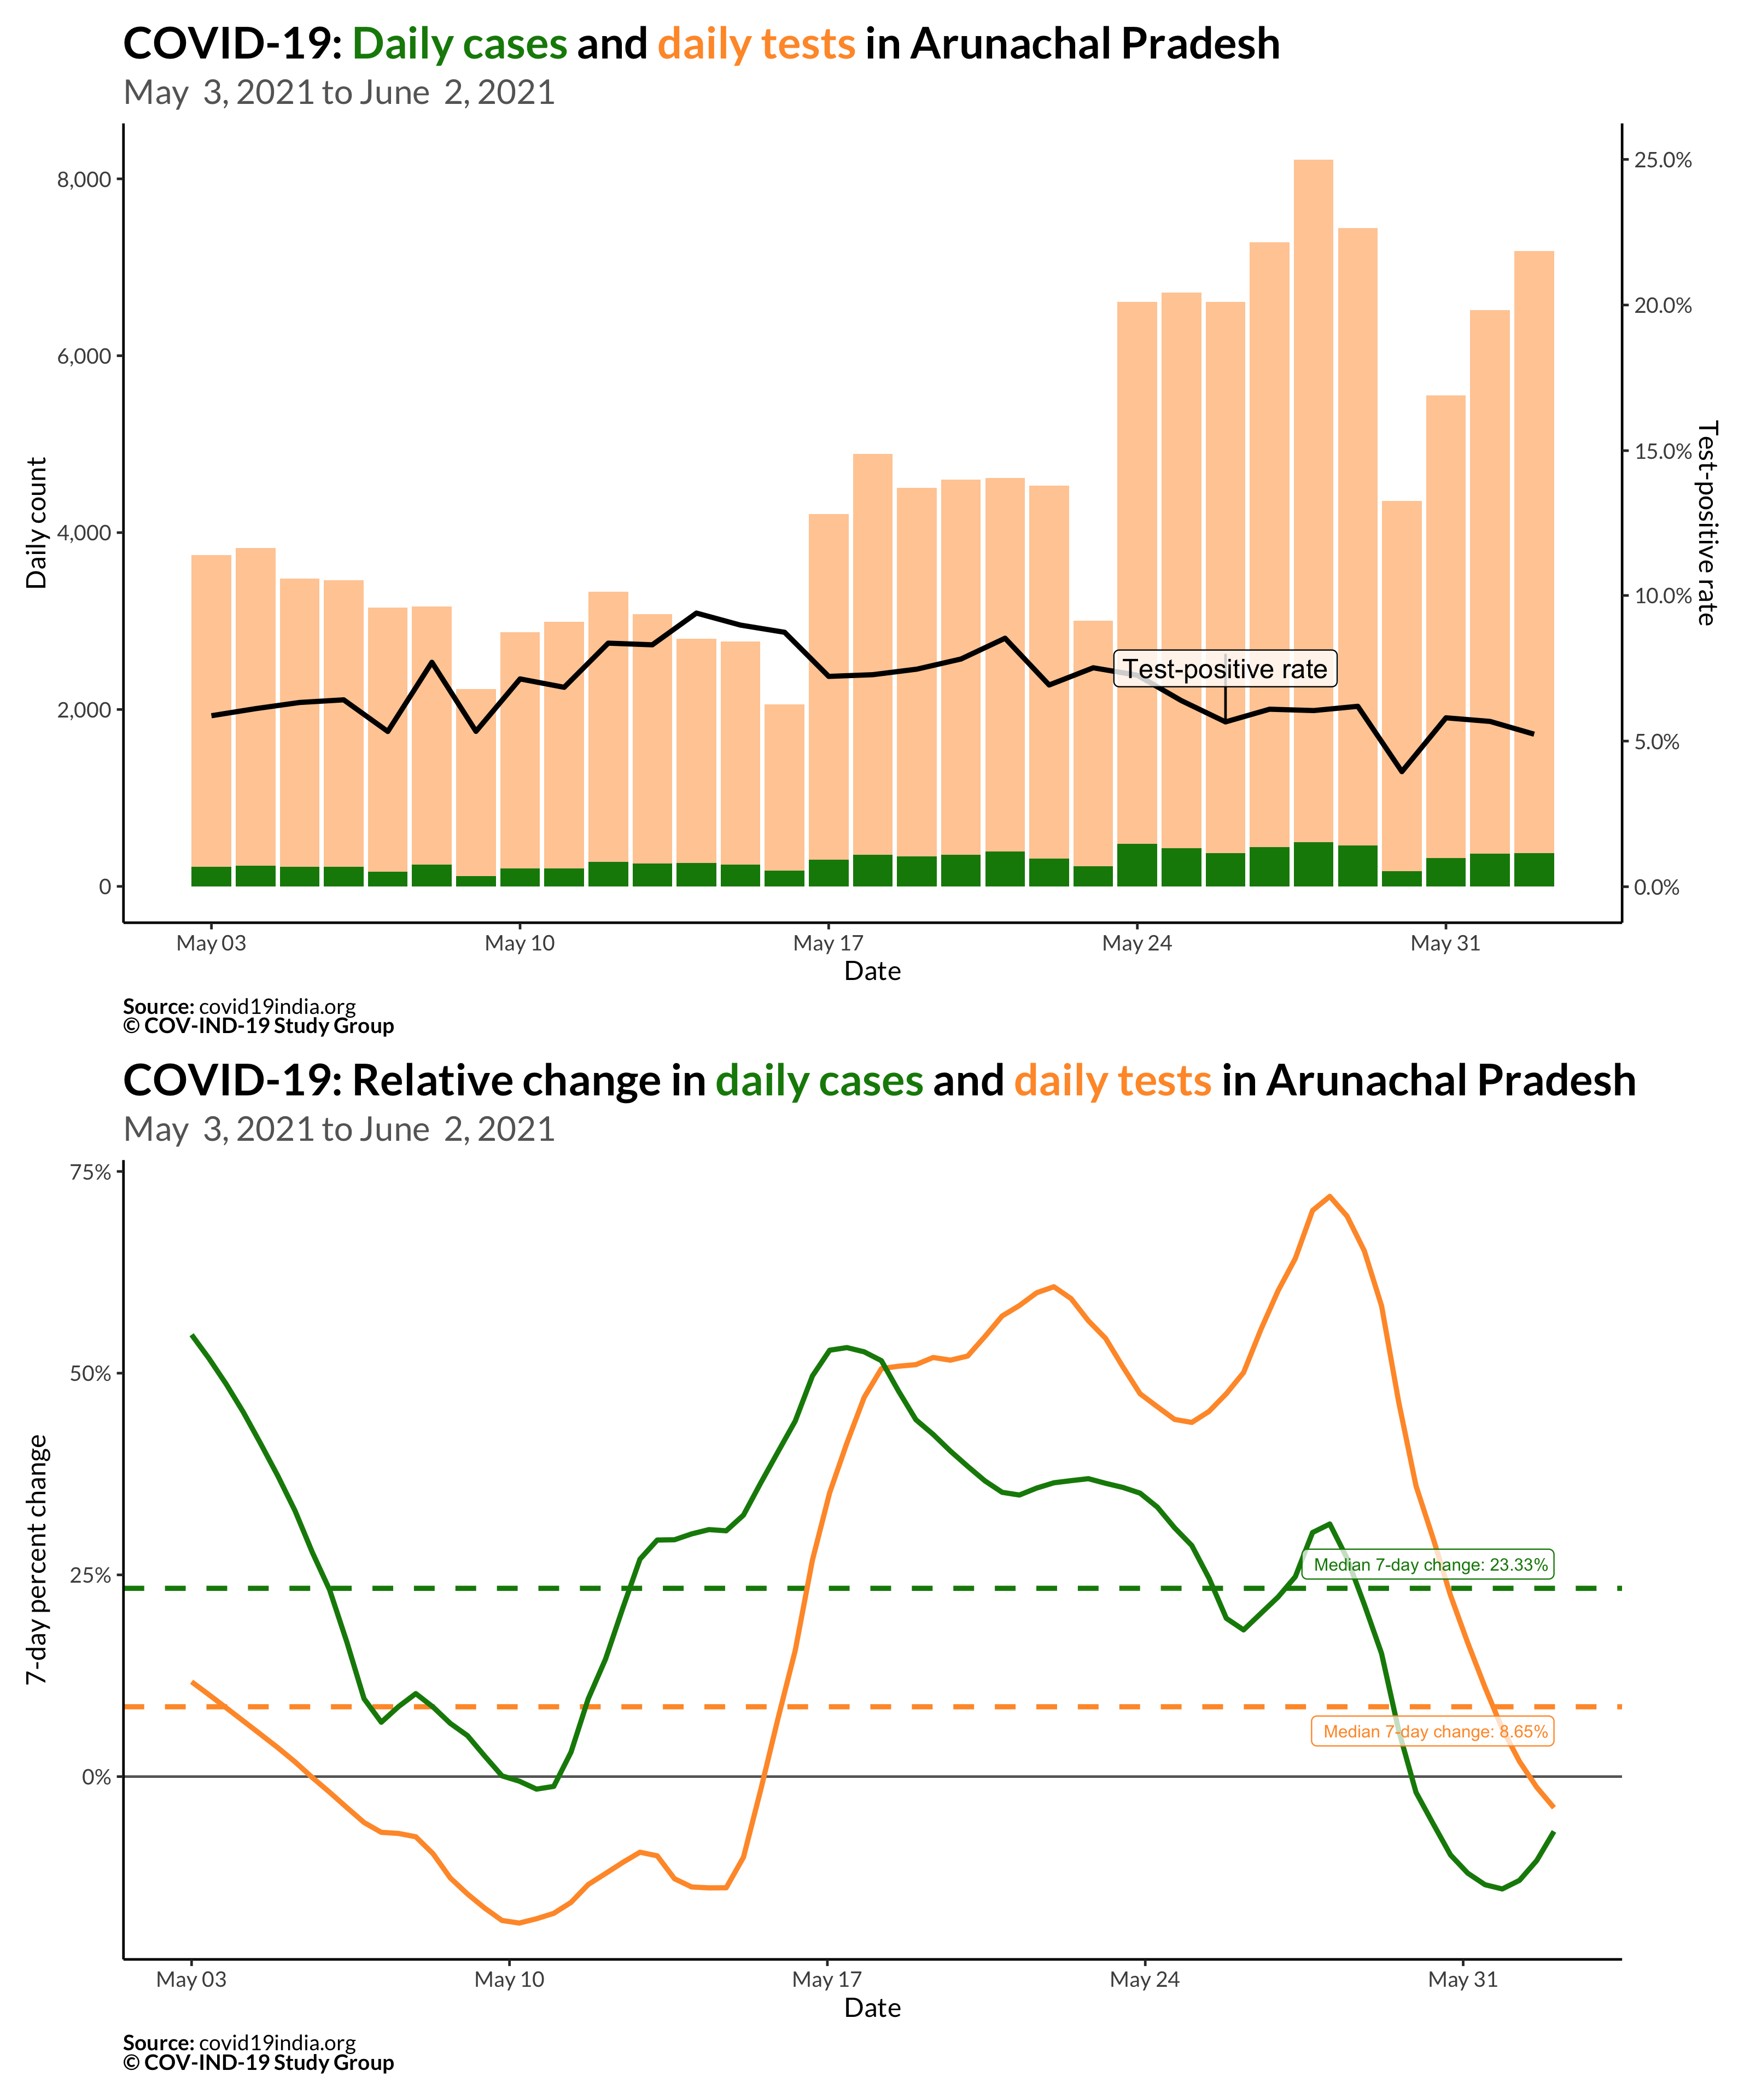 COVID-19: Daily cases and daily tests in Arunachal Pradesh
May 3, 2021 to June 2, 2021
8,000
6,000
4,000
2,000
0
Daily count
25.0%
20.0%
15.0%
10.0%
5.0%
0.0%
Test-positive rate
Test-positive rate
May 03
May 10
May 17
May 24
May 31
Date
Source: covid19india.org
© COV-IND-19 Study Group
COVID-19: Relative change in daily cases and daily tests in Arunachal Pradesh
May 3, 2021 to June 2, 2021
75%
50%
25%
0%
7-day percent change
Median 7-day change: 23.33%
Median 7-day change: 8.65%
May 03
May 10
May 17
May 24
May 31
Date
Source: covid19india.org
© COV-IND-19 Study Group